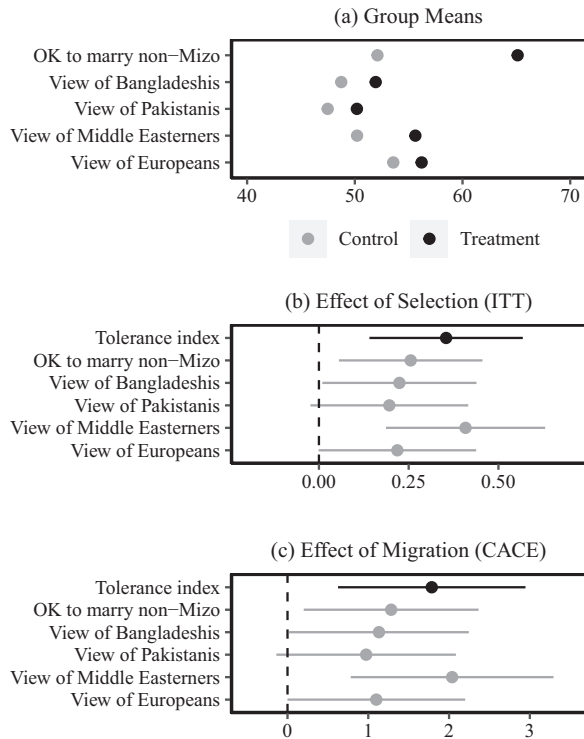 (a) Group Means
OK to marry non−Mizo
View of Bangladeshis
View of Pakistanis
View of Middle Easterners
View of Europeans
40 50 60 70
Control Treatment
(b) Effect of Selection (ITT)
Tolerance index
OK to marry non−Mizo
View of Bangladeshis
View of Pakistanis
View of Middle Easterners
View of Europeans
0.00 0.25 0.50
(c) Effect of Migration (CACE)
Tolerance index
OK to marry non−Mizo
View of Bangladeshis
View of Pakistanis
View of Middle Easterners
View of Europeans
0 1 2 3